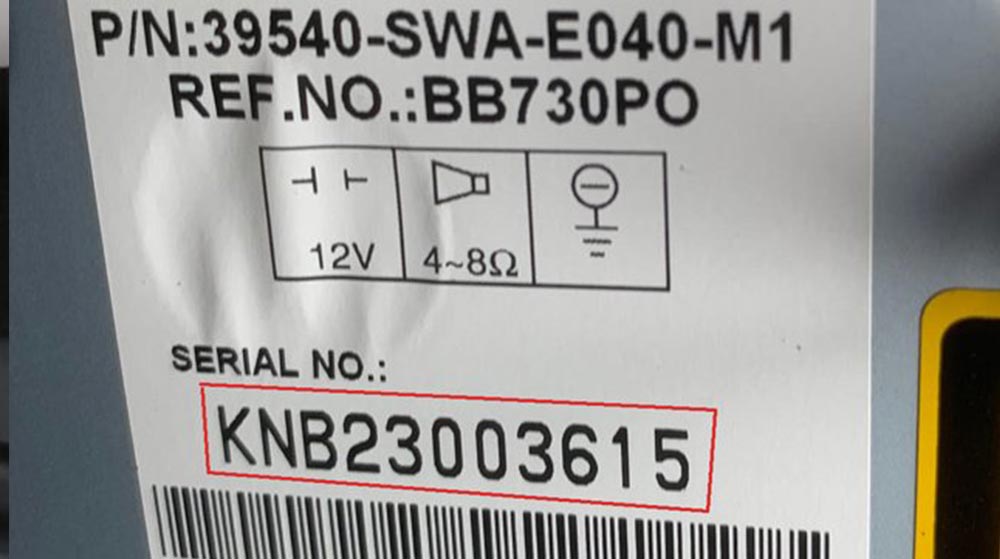 P/N:39540-SWA-E040-M1
REF.NO.:BB730PO
12V 4~8Ω
SERIAL NO.:
KNB23003615